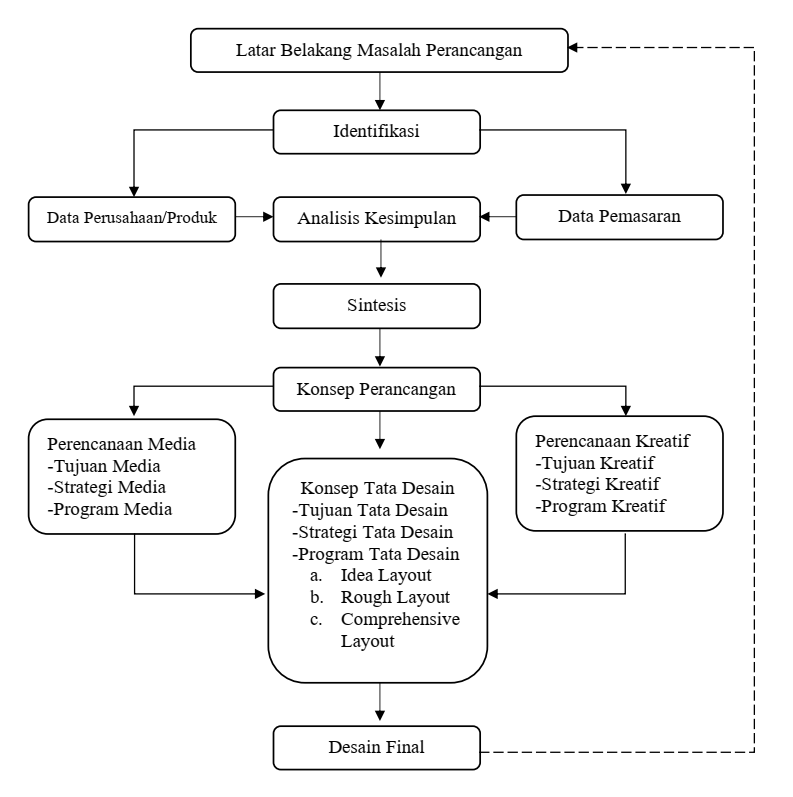 Latar Belakang Masalah Perancangan
Identifikasi
Data Perusahaan/Produk
Analisis Kesimpulan
Data Pemasaran
Sintesis
Konsep Perancangan
Perencanaan Media
-Tujuan Media
-Strategi Media
-Program Media
Perencanaan Kreatif
-Tujuan Kreatif
-Strategi Kreatif
-Program Kreatif
Konsep Tata Desain
-Tujuan Tata Desain
-Strategi Tata Desain
-Program Tata Desain
a. Idea Layout
b. Rough Layout
c. Comprehensive
Layout
Desain Final